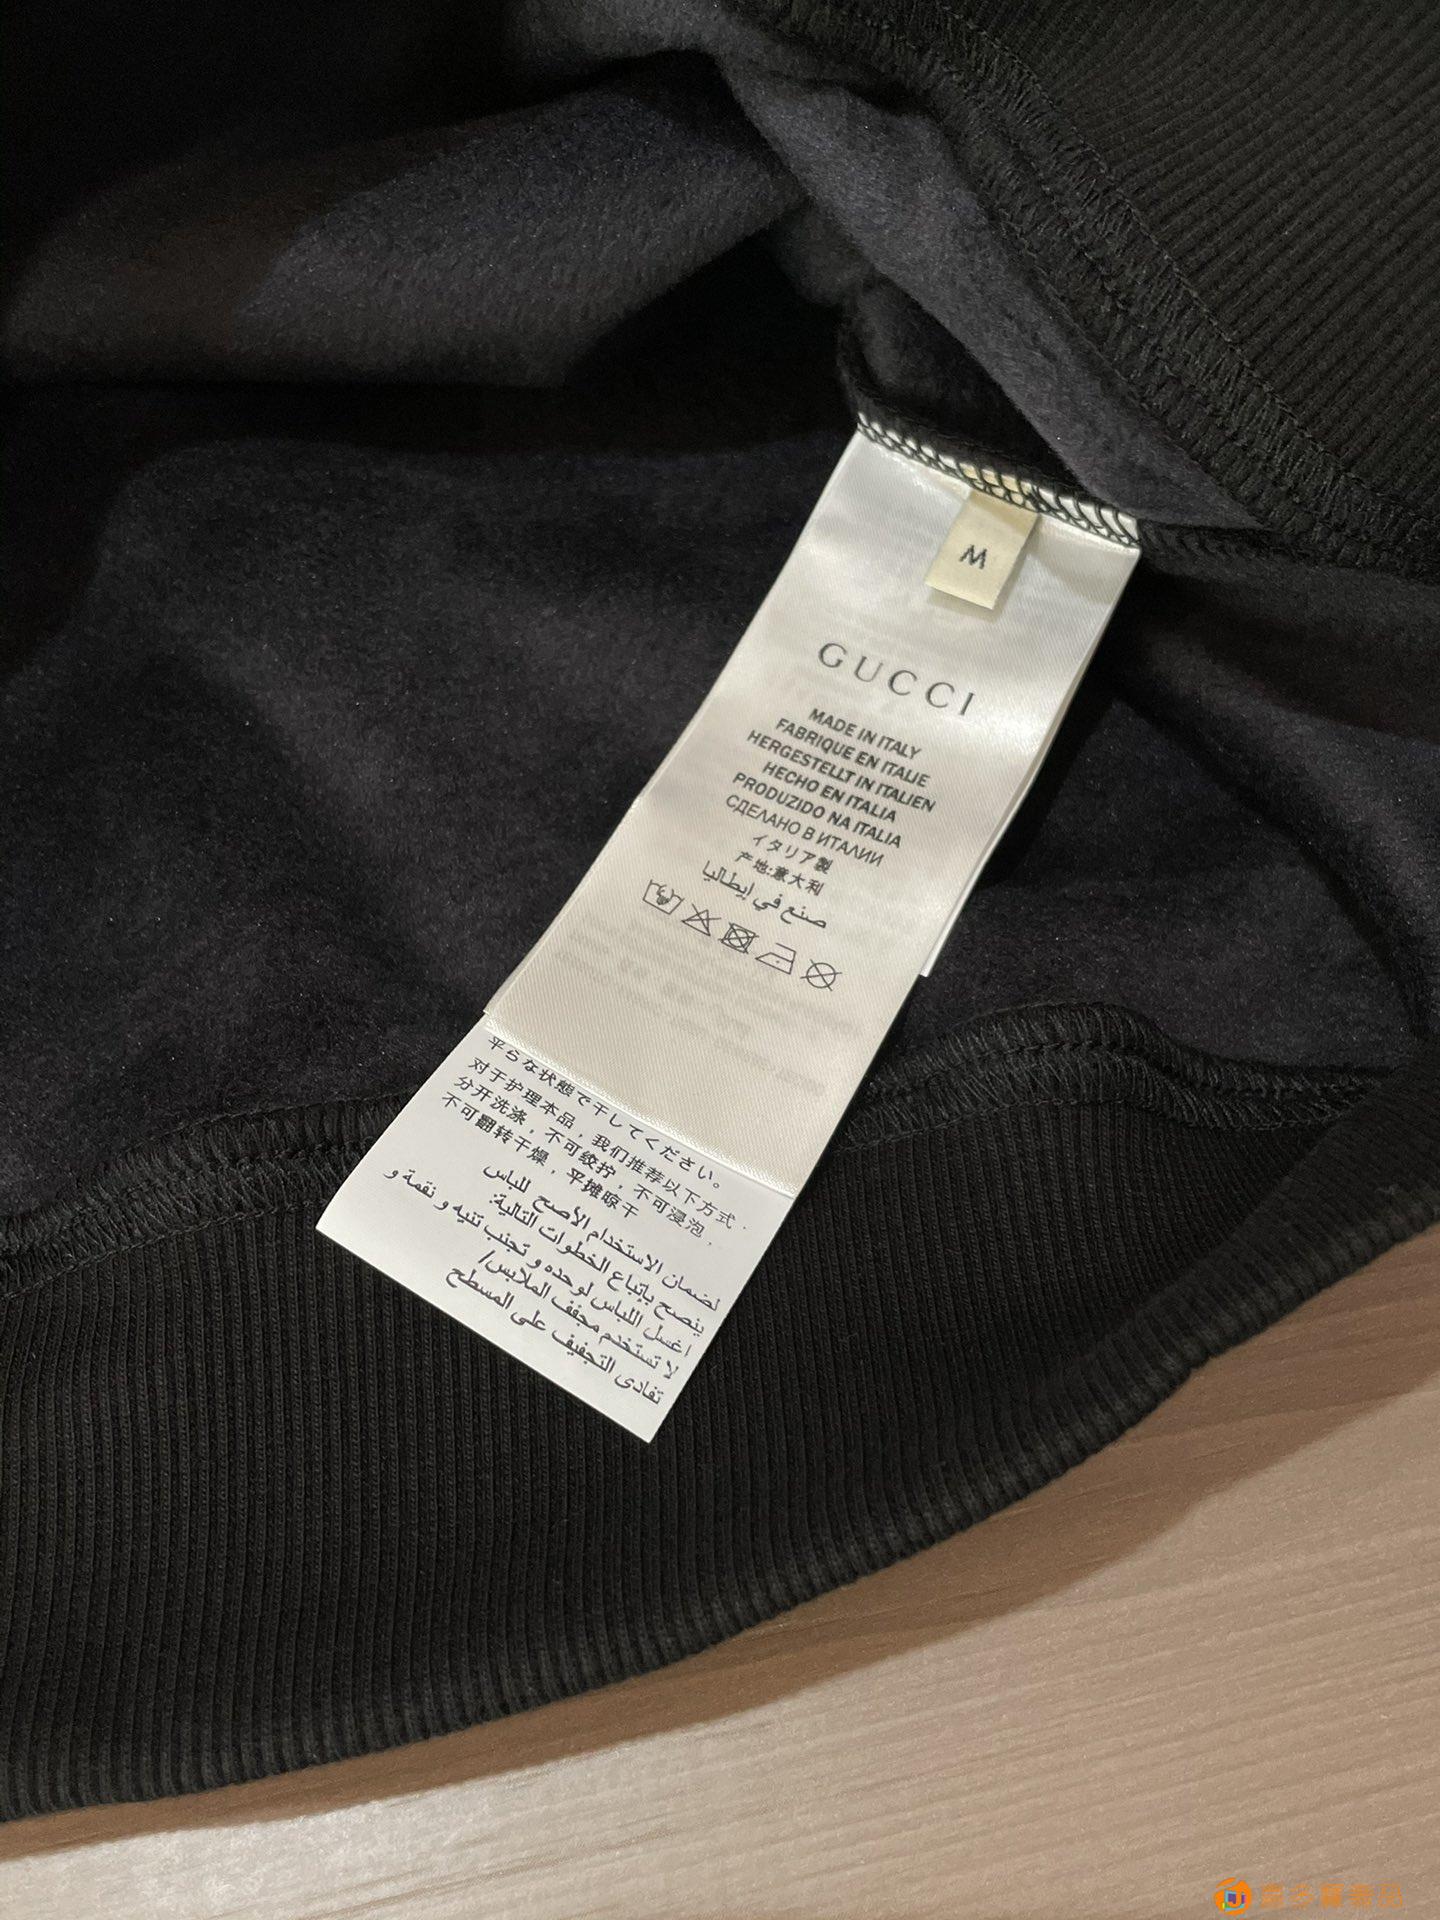 M
GUCCI
MADE IN ITALY
FABRIQUE EN ITALIE
HERGESTELLT IN ITALIEN
HECHO EN ITALIA
PRODUZIDO NA ITALIA
СДЕЛАНО В ИТАЛИИ
イタリア製
产地:意大利
صنع في إيطاليا
平らな状態で干してください。
对于护理本品，我们推荐以下方式.
分开洗涤，不可绞拧，不可浸泡，
不可翻转干燥，平摊晾干
لضمان الاستخدام الأصح للباس
ينصح بإتباع الخطوات التالية:
اغسل اللباس لوحده و تجنب تنيه و نقمة و
لا تستخدم مجفف الملابس/
تفادى التجفيف على المسطح